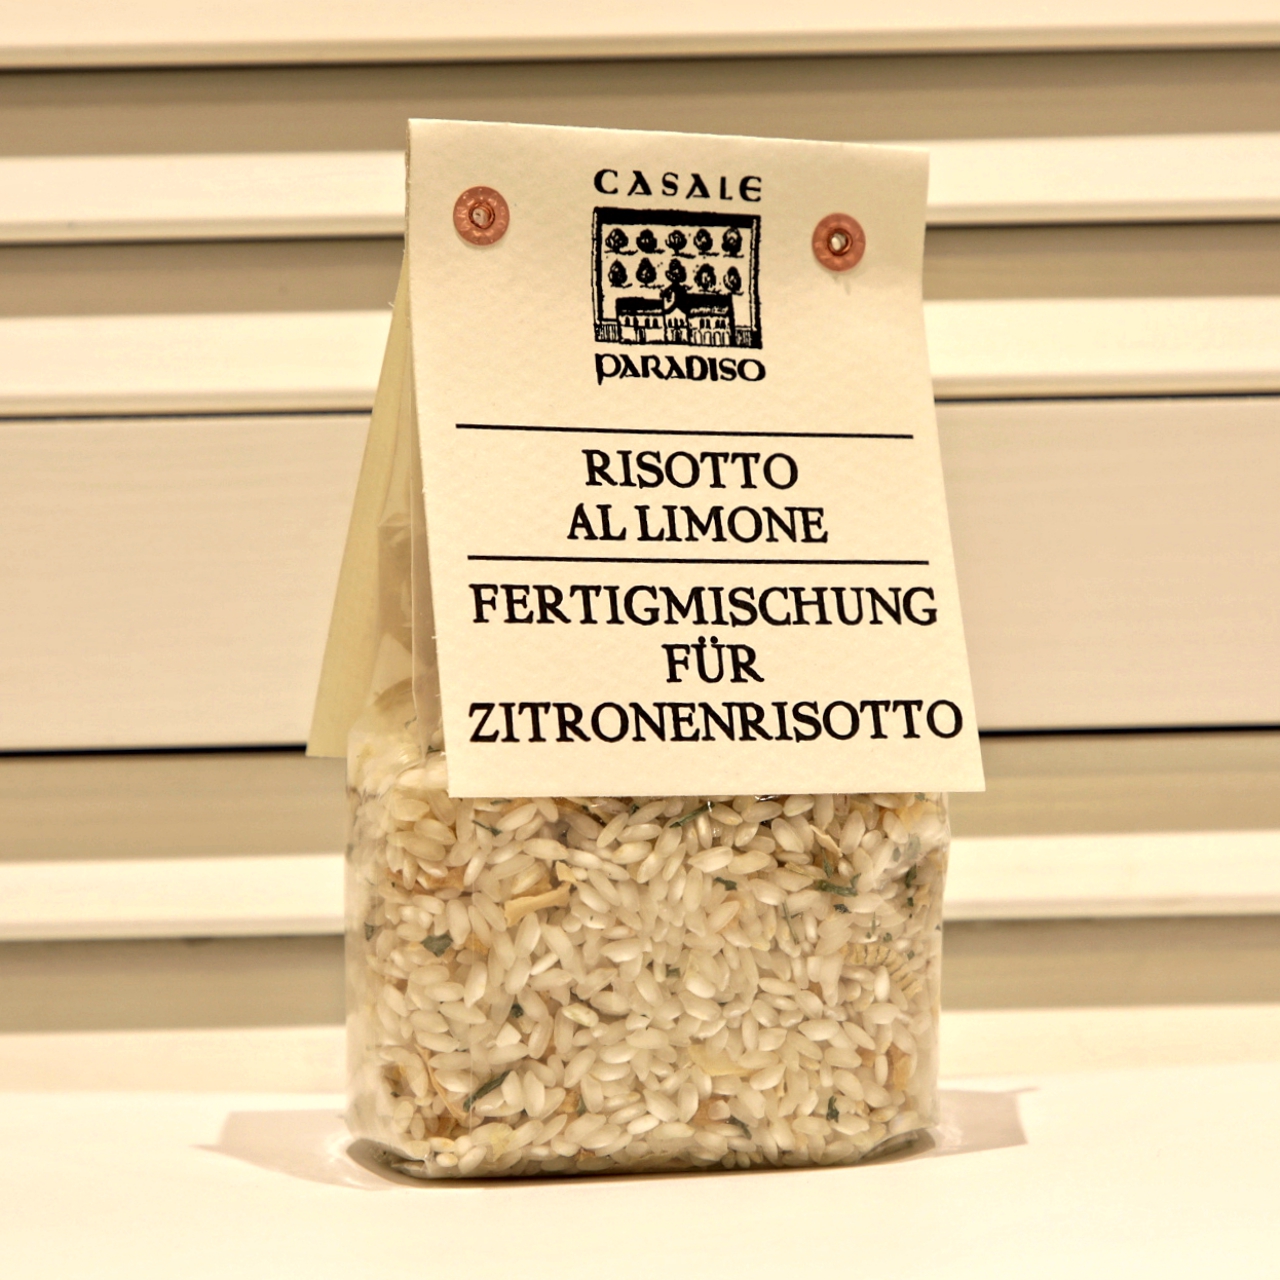 CASALE
PARADISO
RISOTTO
AL LIMONE
FERTIGMISCHUNG
FÜR
ZITRONENRISOTTO